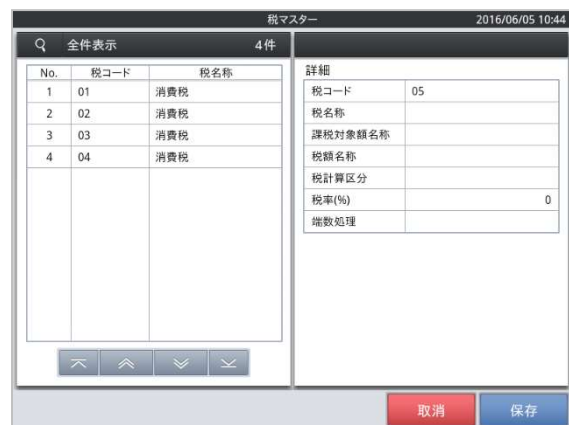 税マスター 2016/06/05 10:44
全件表示 4件
No. 税コード 税名称
1 01 消費税
2 02 消費税
3 03 消費税
4 04 消費税
詳細
税コード 05
税名称
課税対象額名称
税額名称
税計算区分
税率(%) 0
端数処理
取消 保存